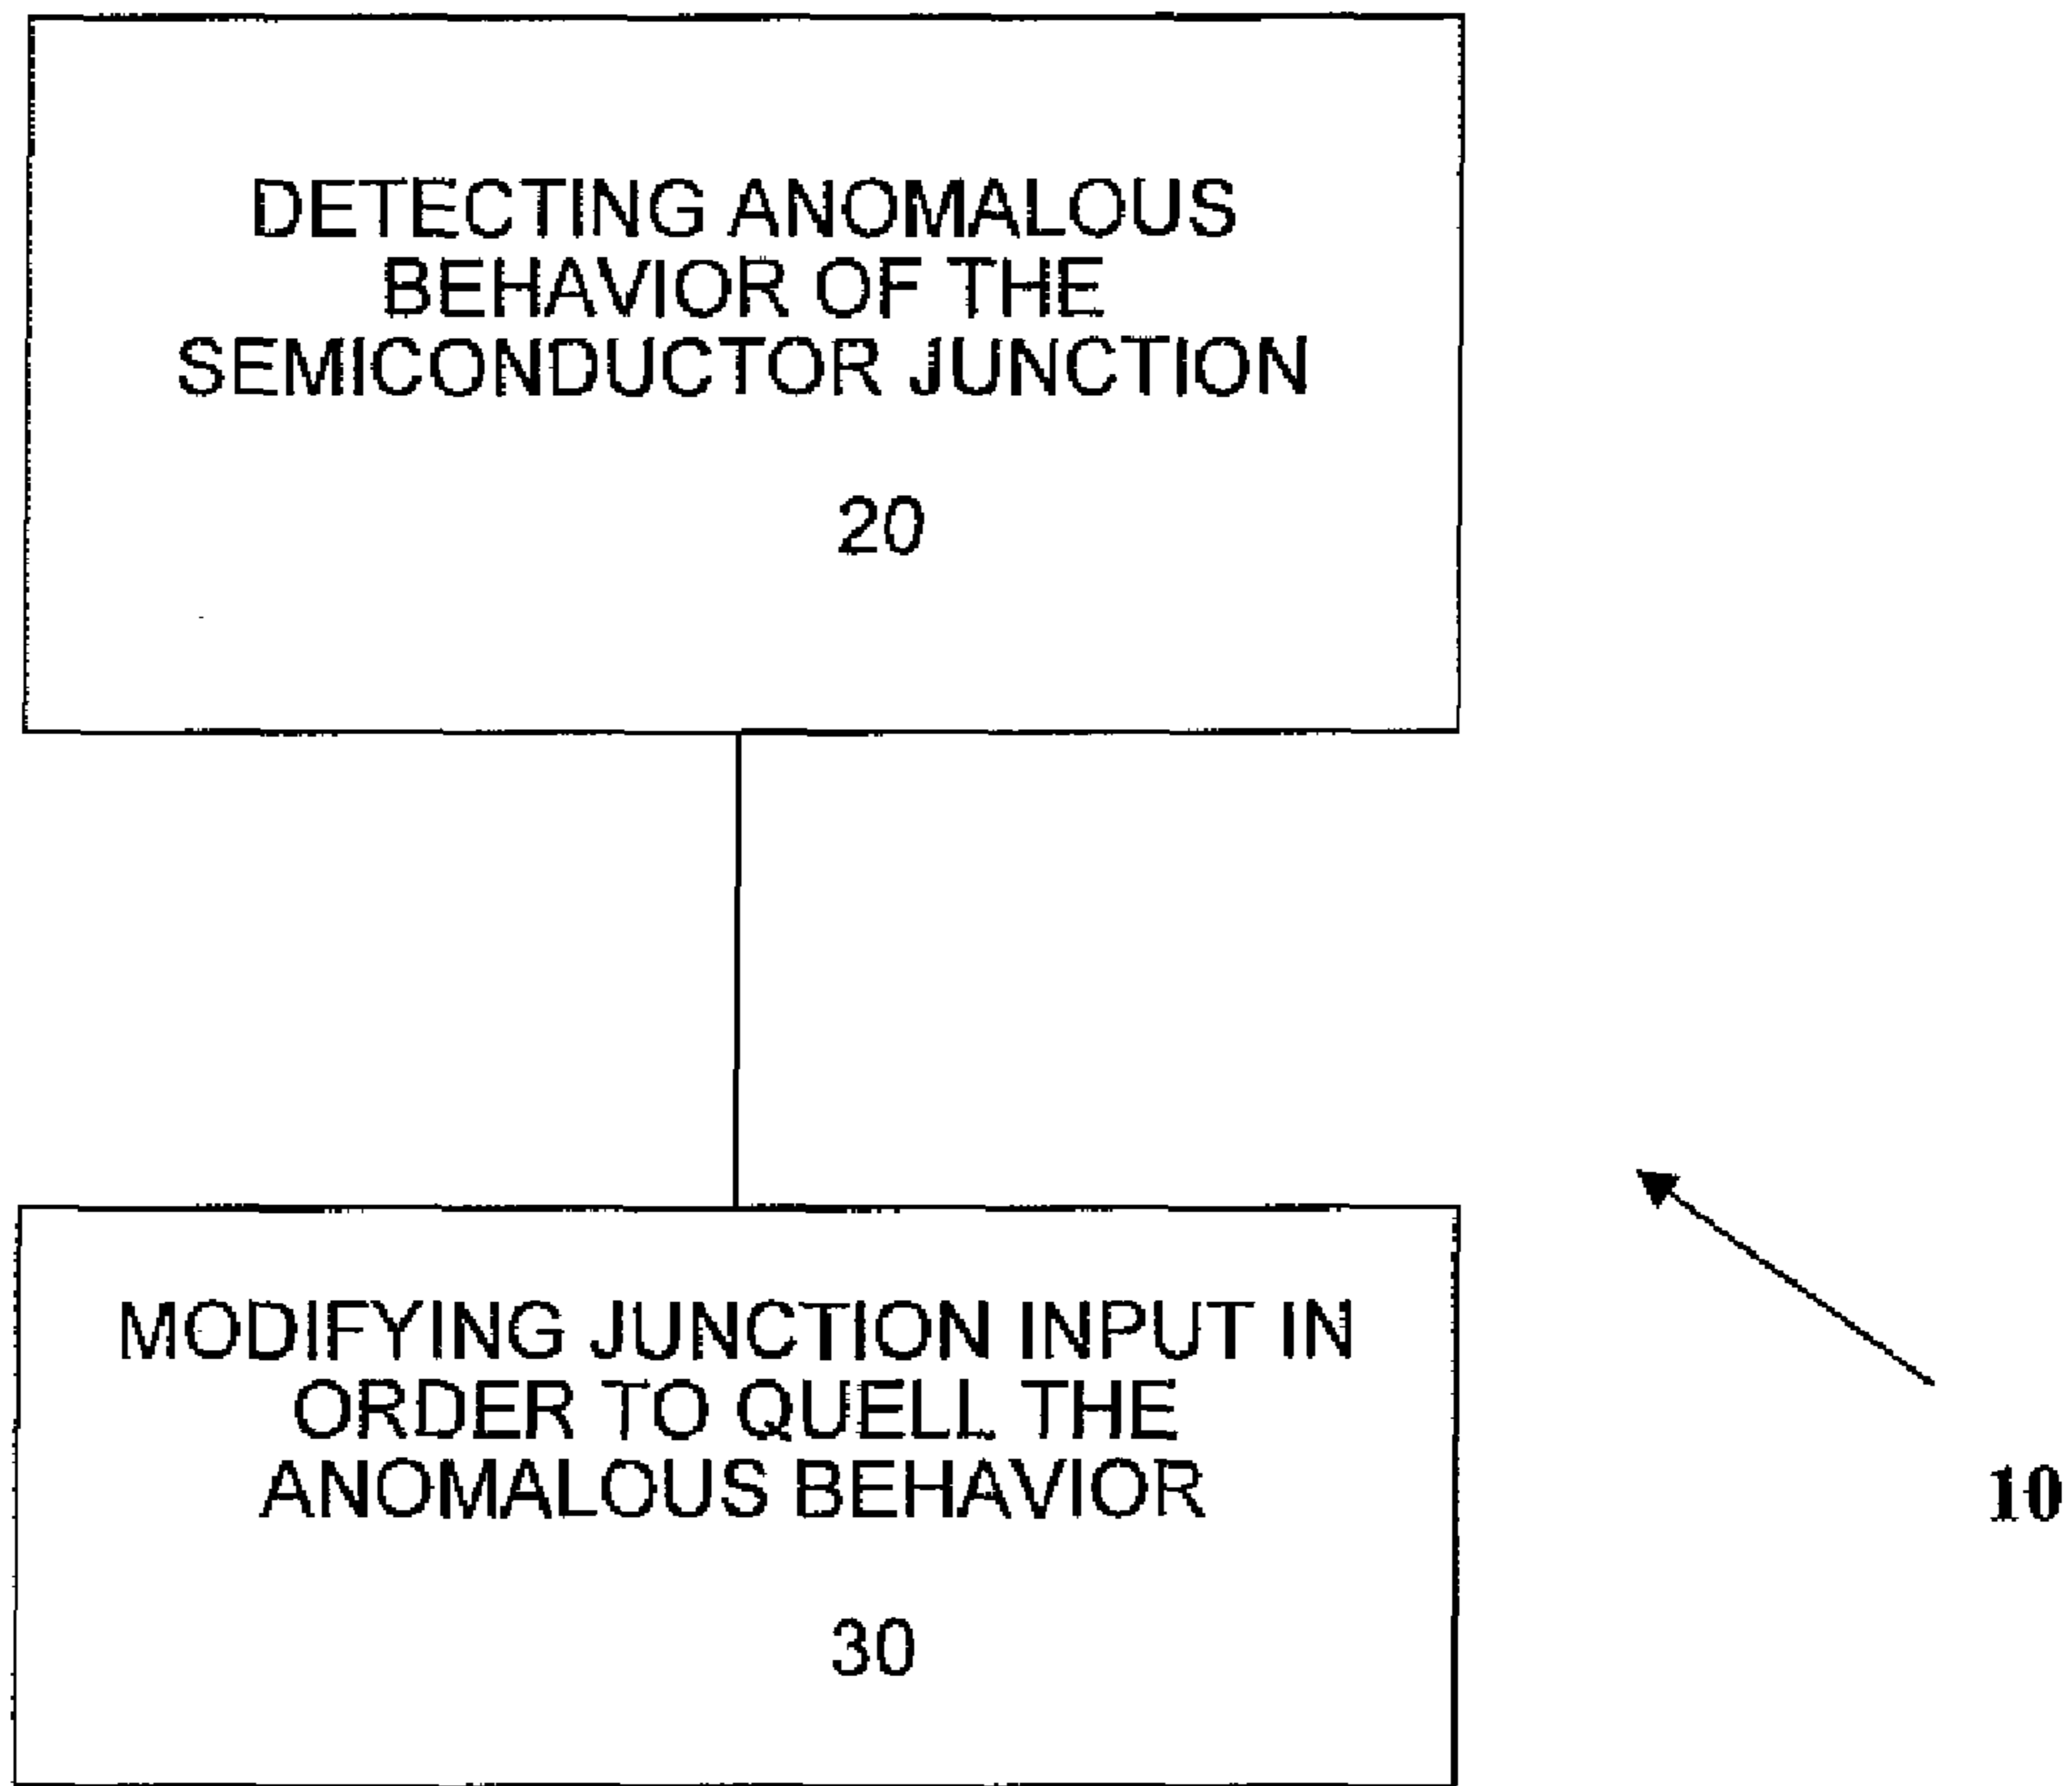 DETECTING ANOMALOUS
BEHAVIOR OF THE
SEMICONDUCTOR JUNCTION
20
MODIFYING JUNCTION INPUT IN
ORDER TO QUELL THE
ANOMALOUS BEHAVIOR
10
30